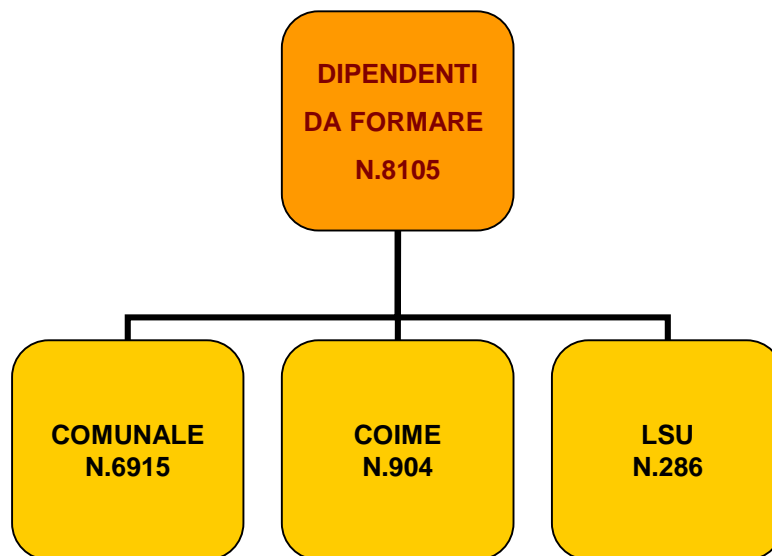 DIPENDENTI
DA FORMARE
N.8105
COMUNALE
N.6915
COIME
N.904
LSU
N.286